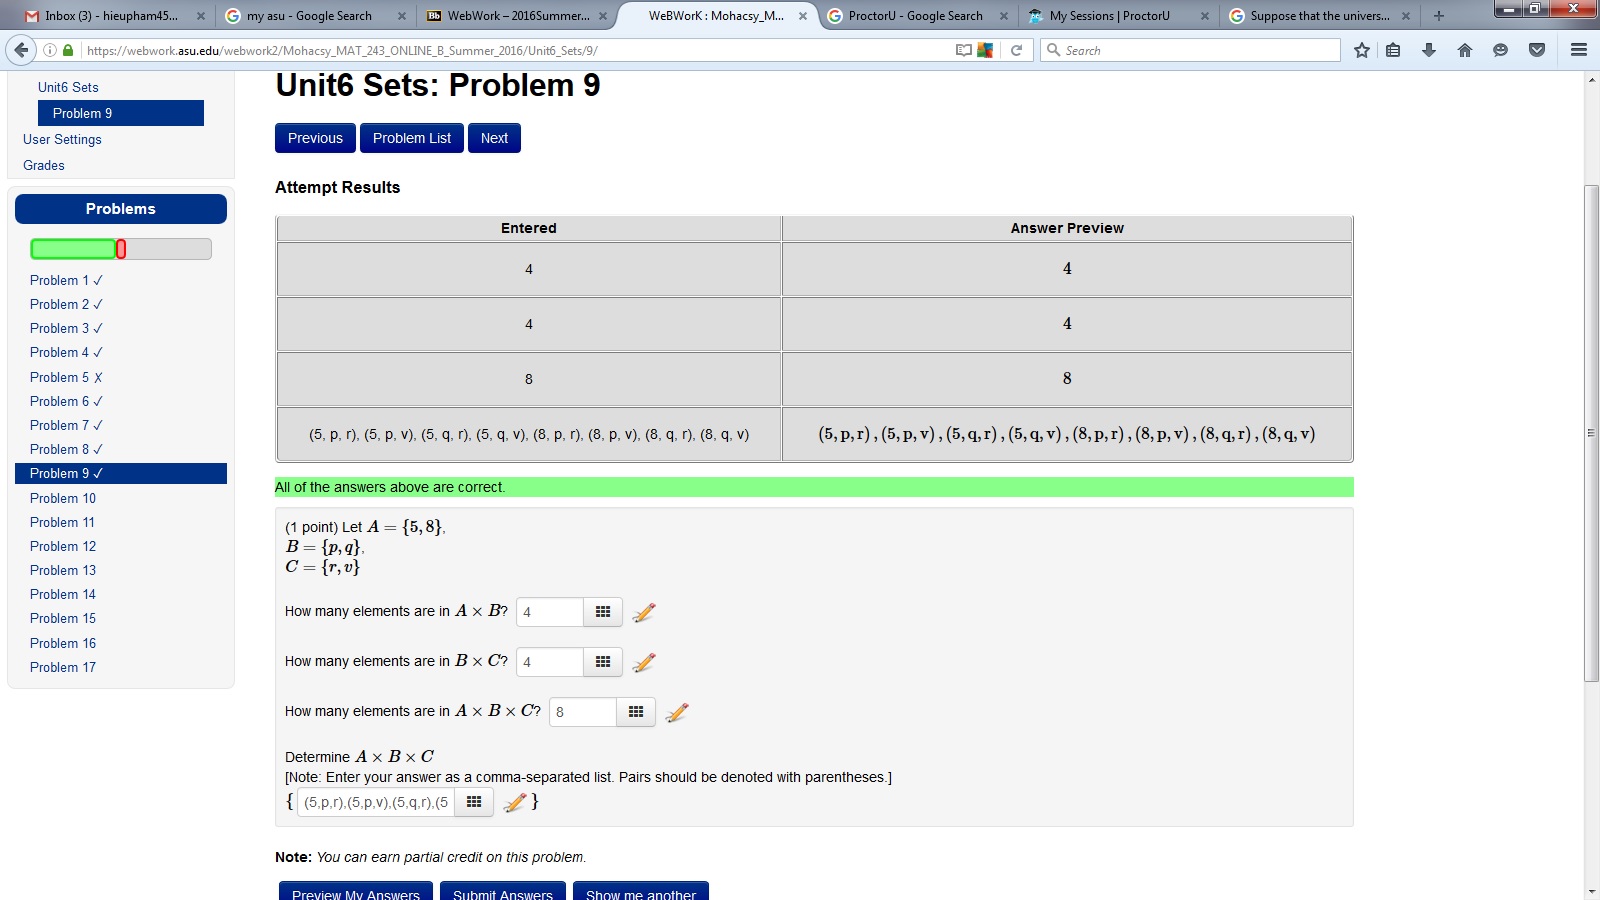 Inbox (3) - hieupham45...
my asu - Google Search
Bb WebWork – 2016Summer...
WeBWorK : Mohacsy_M...
ProctorU - Google Search
My Sessions | ProctorU
Suppose that the univers...
https://webwork.asu.edu/webwork2/Mohacsy_MAT_243_ONLINE_B_Summer_2016/Unit6_Sets/9/
Search
Unit6 Sets
Problem 9
User Settings
Grades
Problems
Problem 1 ✓
Problem 2 ✓
Problem 3 ✓
Problem 4 ✓
Problem 5 ✗
Problem 6 ✓
Problem 7 ✓
Problem 8 ✓
Problem 9 ✓
Problem 10
Problem 11
Problem 12
Problem 13
Problem 14
Problem 15
Problem 16
Problem 17
Unit6 Sets: Problem 9
Previous Problem List Next
Attempt Results
Entered Answer Preview
4 4
4 4
8 8
(5, p, r), (5, p, v), (5, q, r), (5, q, v), (8, p, r), (8, p, v), (8, q, r), (8, q, v) (5,p,r) ,(5,p,v) ,(5,q,r) ,(5,q,v) ,(8,p,r) ,(8,p,v) ,(8,q,r) ,(8,q,v)
All of the answers above are correct.
(1 point) Let A = {5,8},
B = {p,q},
C = {r,v}
How many elements are in A × B? 4
How many elements are in B × C? 4
How many elements are in A × B × C? 8
Determine A × B × C
[Note: Enter your answer as a comma-separated list. Pairs should be denoted with parentheses.]
{ (5,p,r),(5,p,v),(5,q,r),(5 }
Note: You can earn partial credit on this problem.
Preview My Answers Submit Answers Show me another